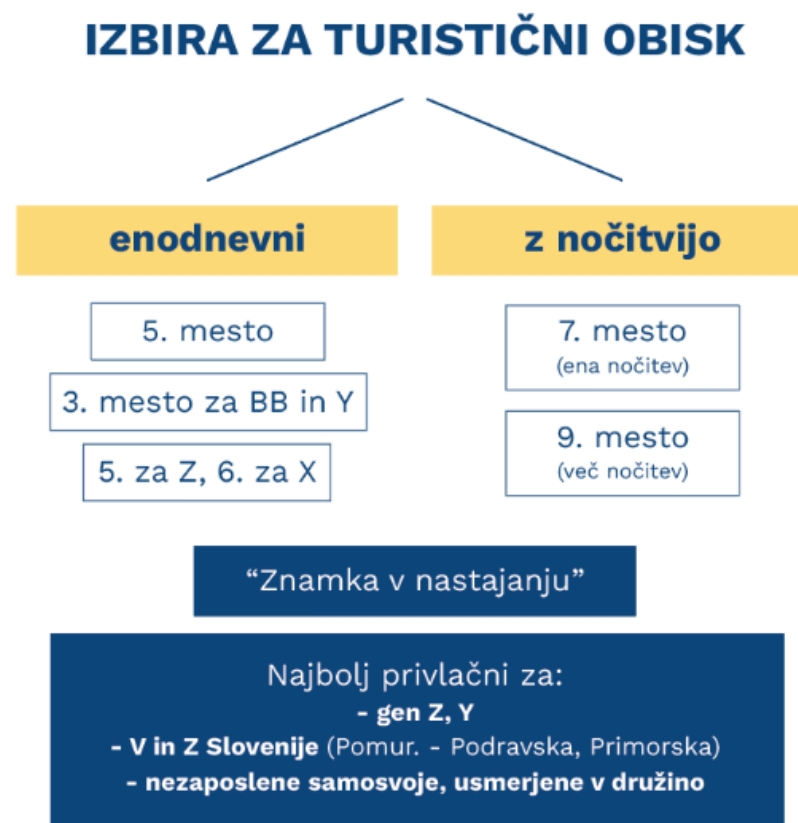 IZBIRA ZA TURISTIČNI OBISK
enodnevni
5. mesto
3. mesto za BB in Y
5. za Z, 6. za X
z nočitvijo
7. mesto
(ena nočitev)
9. mesto
(več nočitev)
“Znamka v nastajanju”
Najbolj privlačni za:
- gen Z, Y
- V in Z Slovenije (Pomur. - Podravska, Primorska)
- nezaposlene samosvoje, usmerjene v družino